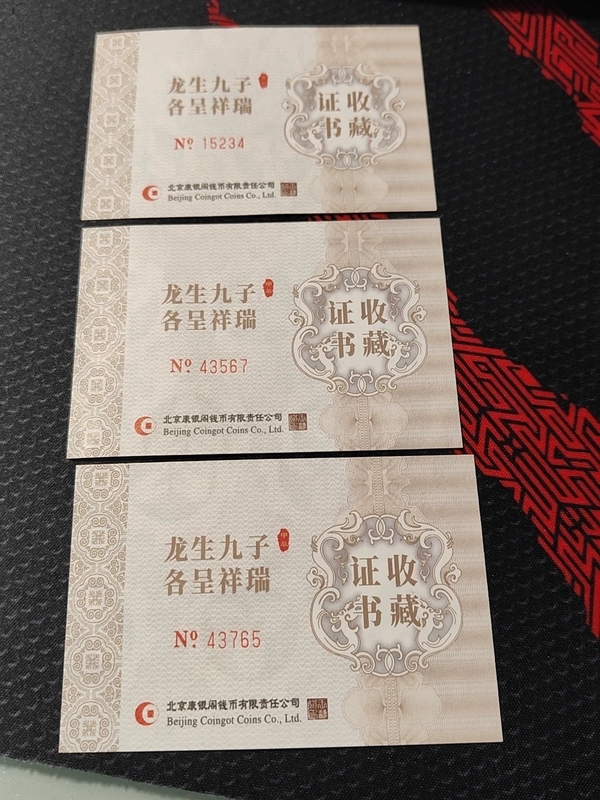 龙生九子
各呈祥瑞
证收
书藏
Nº 15234
北京康银阁钱币有限责任公司
Beijing Coingot Coins Co., Ltd.
龙生九子
各呈祥瑞
证收
书藏
Nº 43567
北京康银阁钱币有限责任公司
Beijing Coingot Coins Co., Ltd.
龙生九子
各呈祥瑞
证收
书藏
Nº 43765
北京康银阁钱币有限责任公司
Beijing Coingot Coins Co., Ltd.